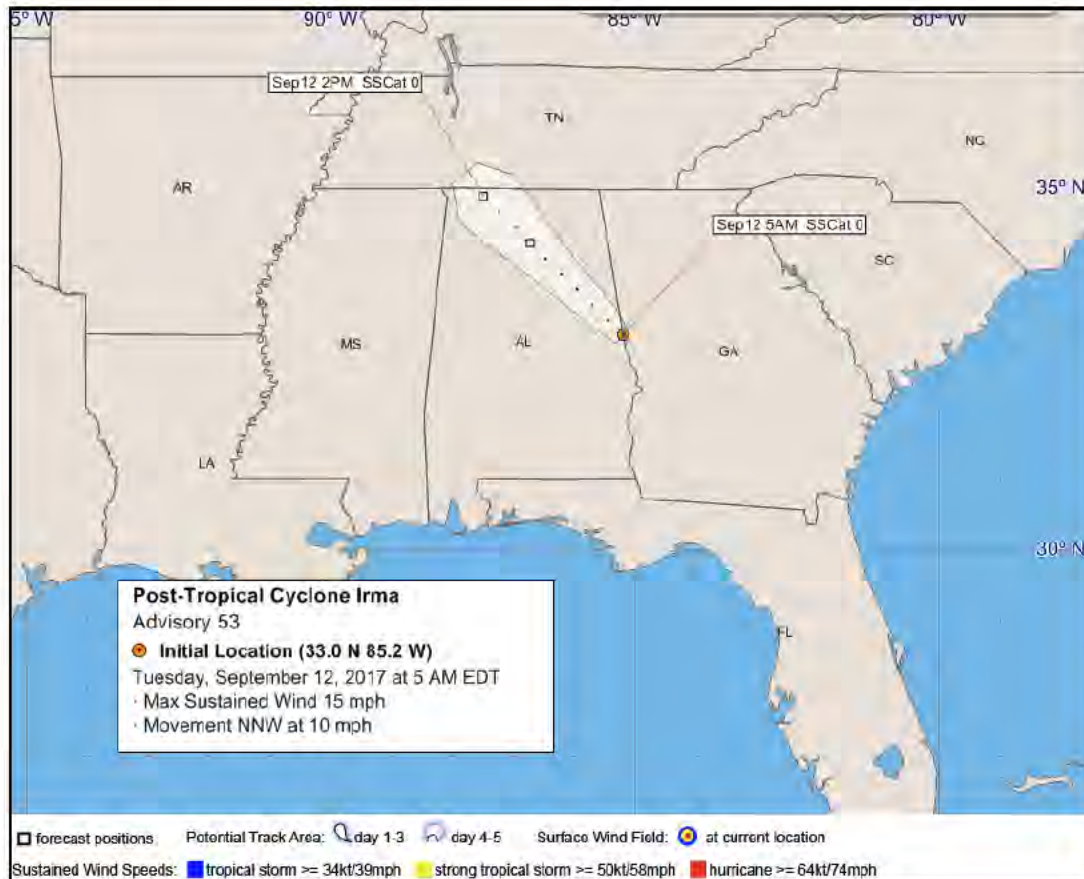 5° W 90° W 85° W 80° W
Sep12 2PM SSCat 0
TN
NC
AR
35° N
Sep12 5AM SSCat 0
SC
MS
AL
GA
LA
30° N
Post-Tropical Cyclone Irma
Advisory 53
Initial Location (33.0 N 85.2 W)
Tuesday, September 12, 2017 at 5 AM EDT
· Max Sustained Wind 15 mph
· Movement NNW at 10 mph
FL
forecast positions Potential Track Area: day 1-3 day 4-5 Surface Wind Field: at current location
Sustained Wind Speeds: tropical storm >= 34kt/39mph strong tropical storm >= 50kt/58mph hurricane >= 64kt/74mph